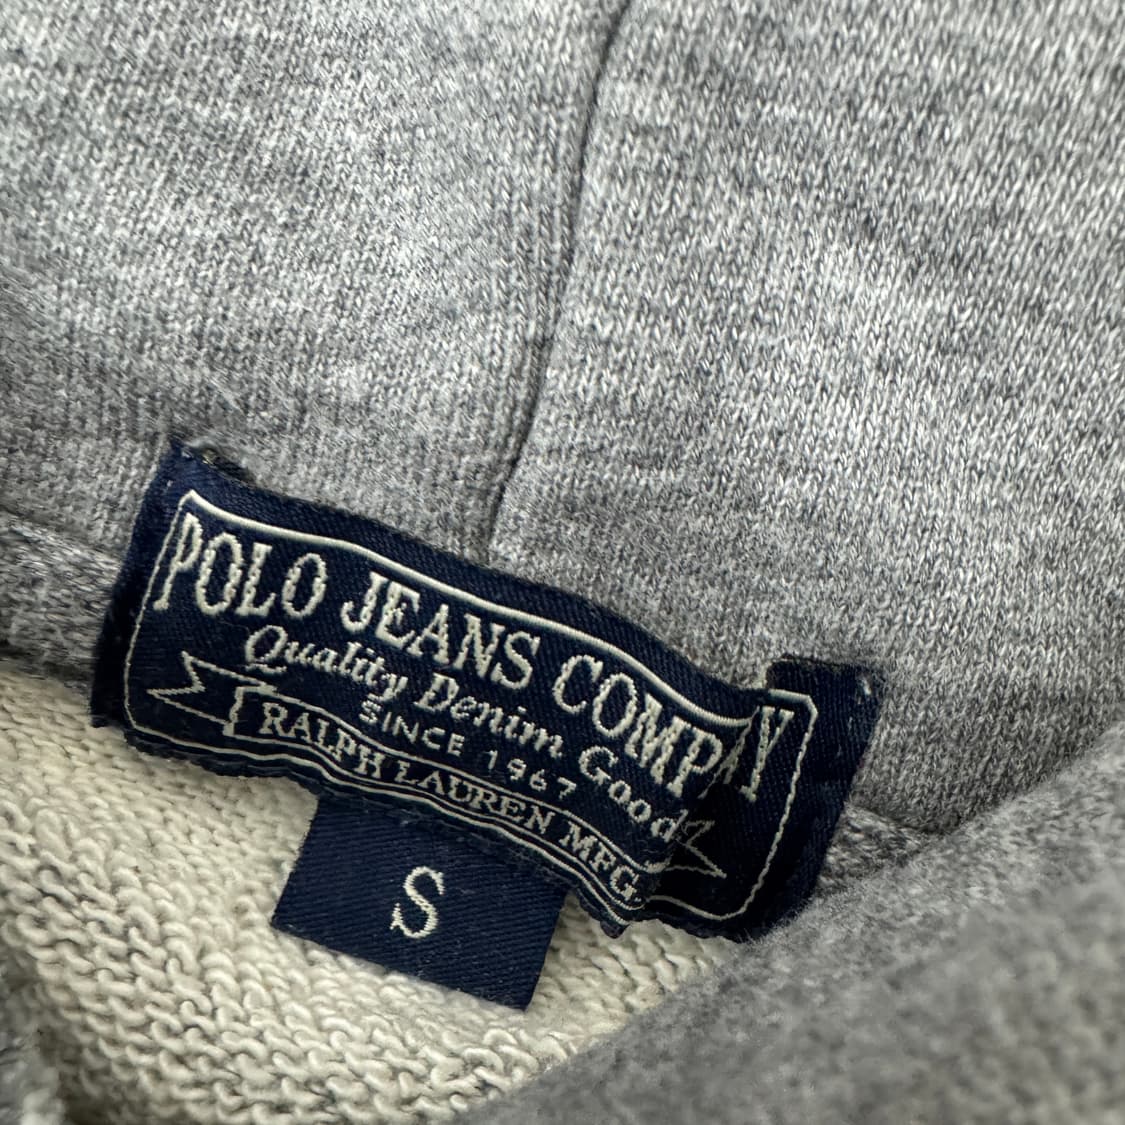 POLO JEANS COMPANY
Quality Denim Goods
SINCE 1967
RALPH LAUREN MFG.
S